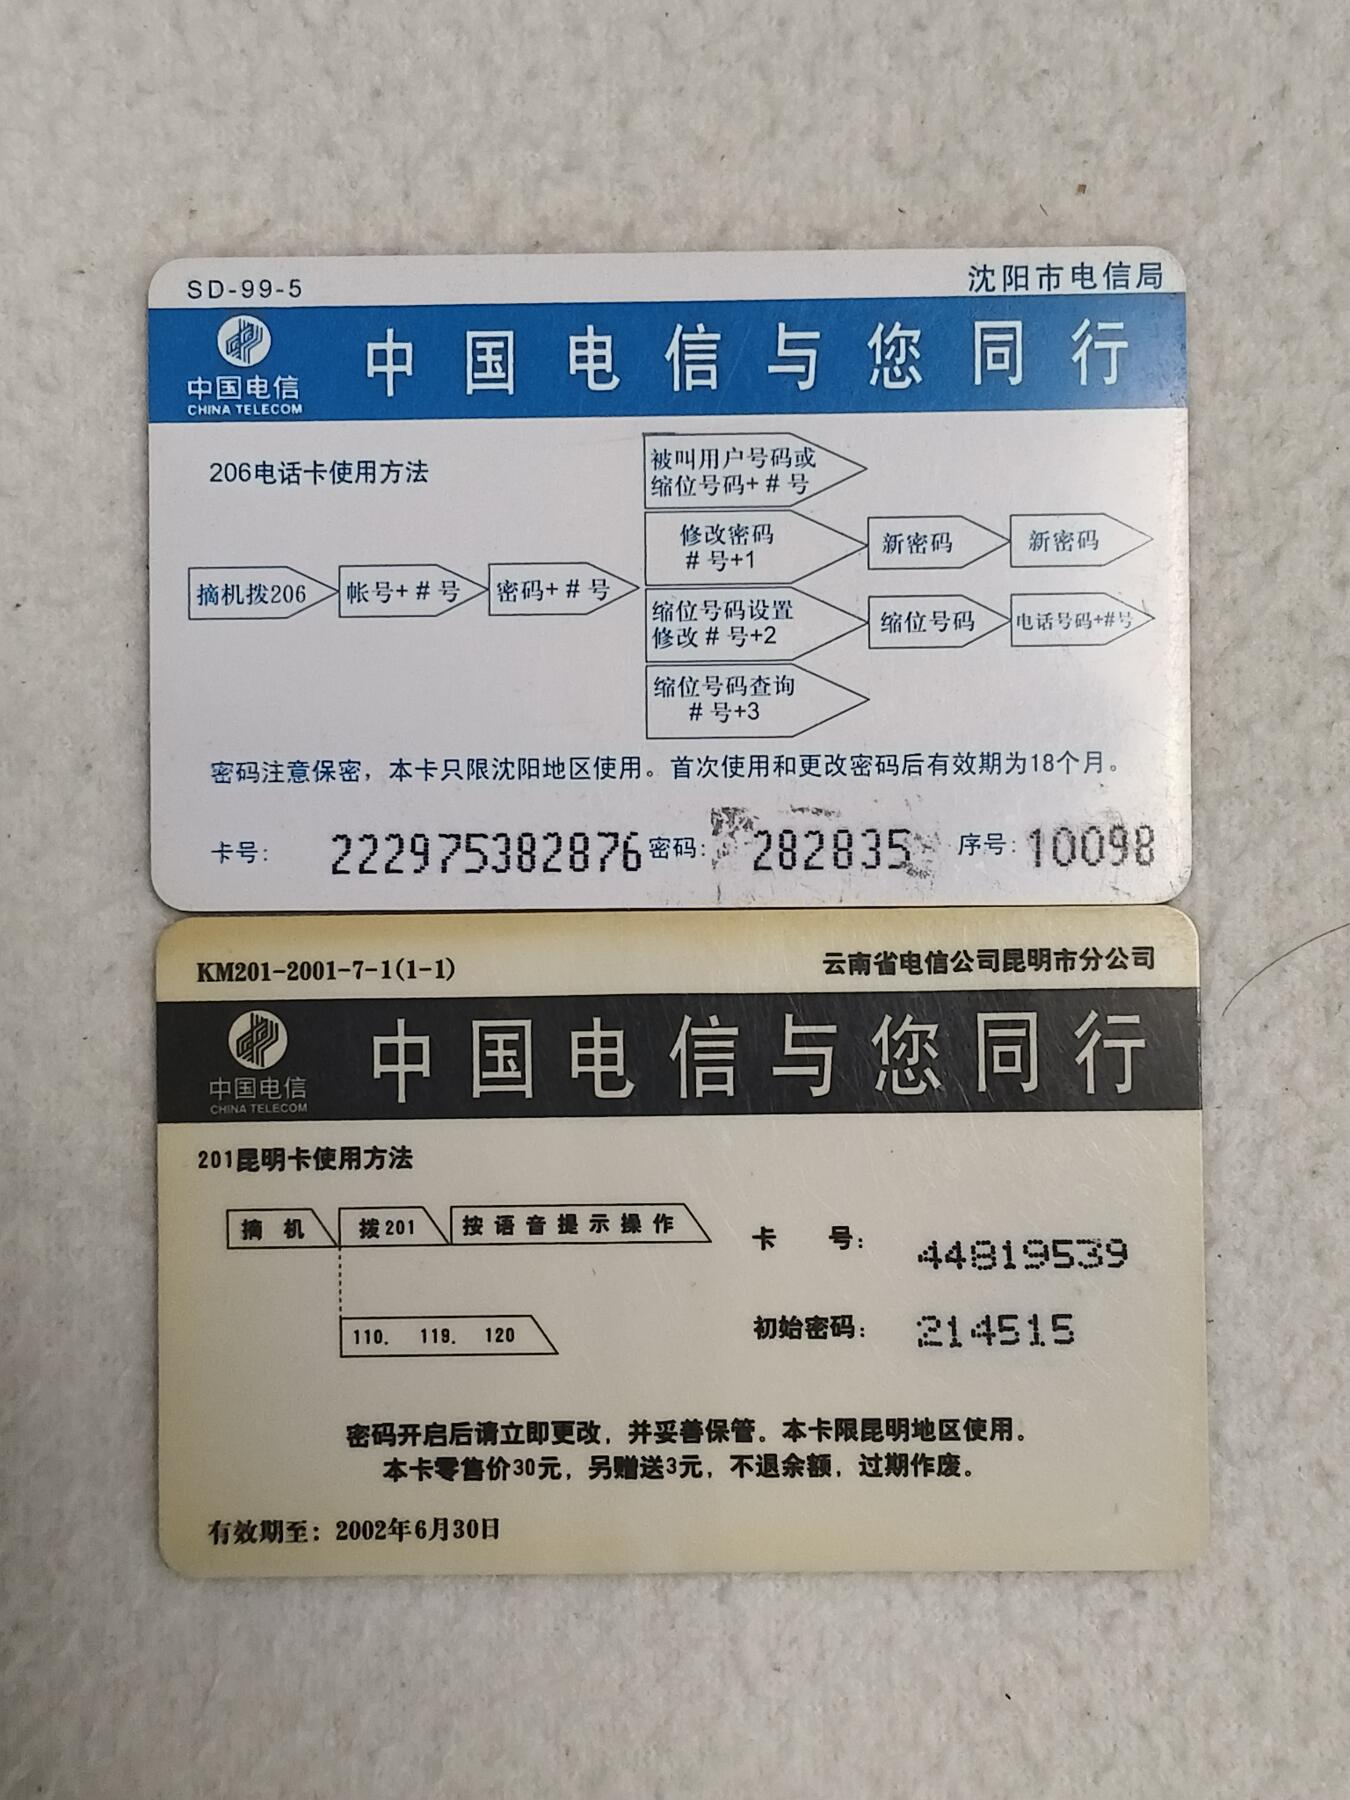 SD-99-5
沈阳市电信局
中国电信
CHINA TELECOM
中国电信与您同行
206电话卡使用方法
摘机拨206
帐号+#号
密码+#号
被叫用户号码或
缩位号码+#号
修改密码
#号+1
新密码
新密码
缩位号码设置
修改#号+2
缩位号码
电话号码+#号
缩位号码查询
#号+3
密码注意保密，本卡只限沈阳地区使用。首次使用和更改密码后有效期为18个月。
卡号: 222975382876 密码: 282835 序号: 10098
KM201-2001-7-1(1-1)
云南省电信公司昆明市分公司
中国电信
CHINA TELECOM
中国电信与您同行
201昆明卡使用方法
摘 机
拨201
按语音提示操作
110. 119. 120
卡 号: 44819539
初始密码: 214515
密码开启后请立即更改，并妥善保管。本卡限昆明地区使用。
本卡零售价30元，另赠送3元，不退余额，过期作废。
有效期至: 2002年6月30日